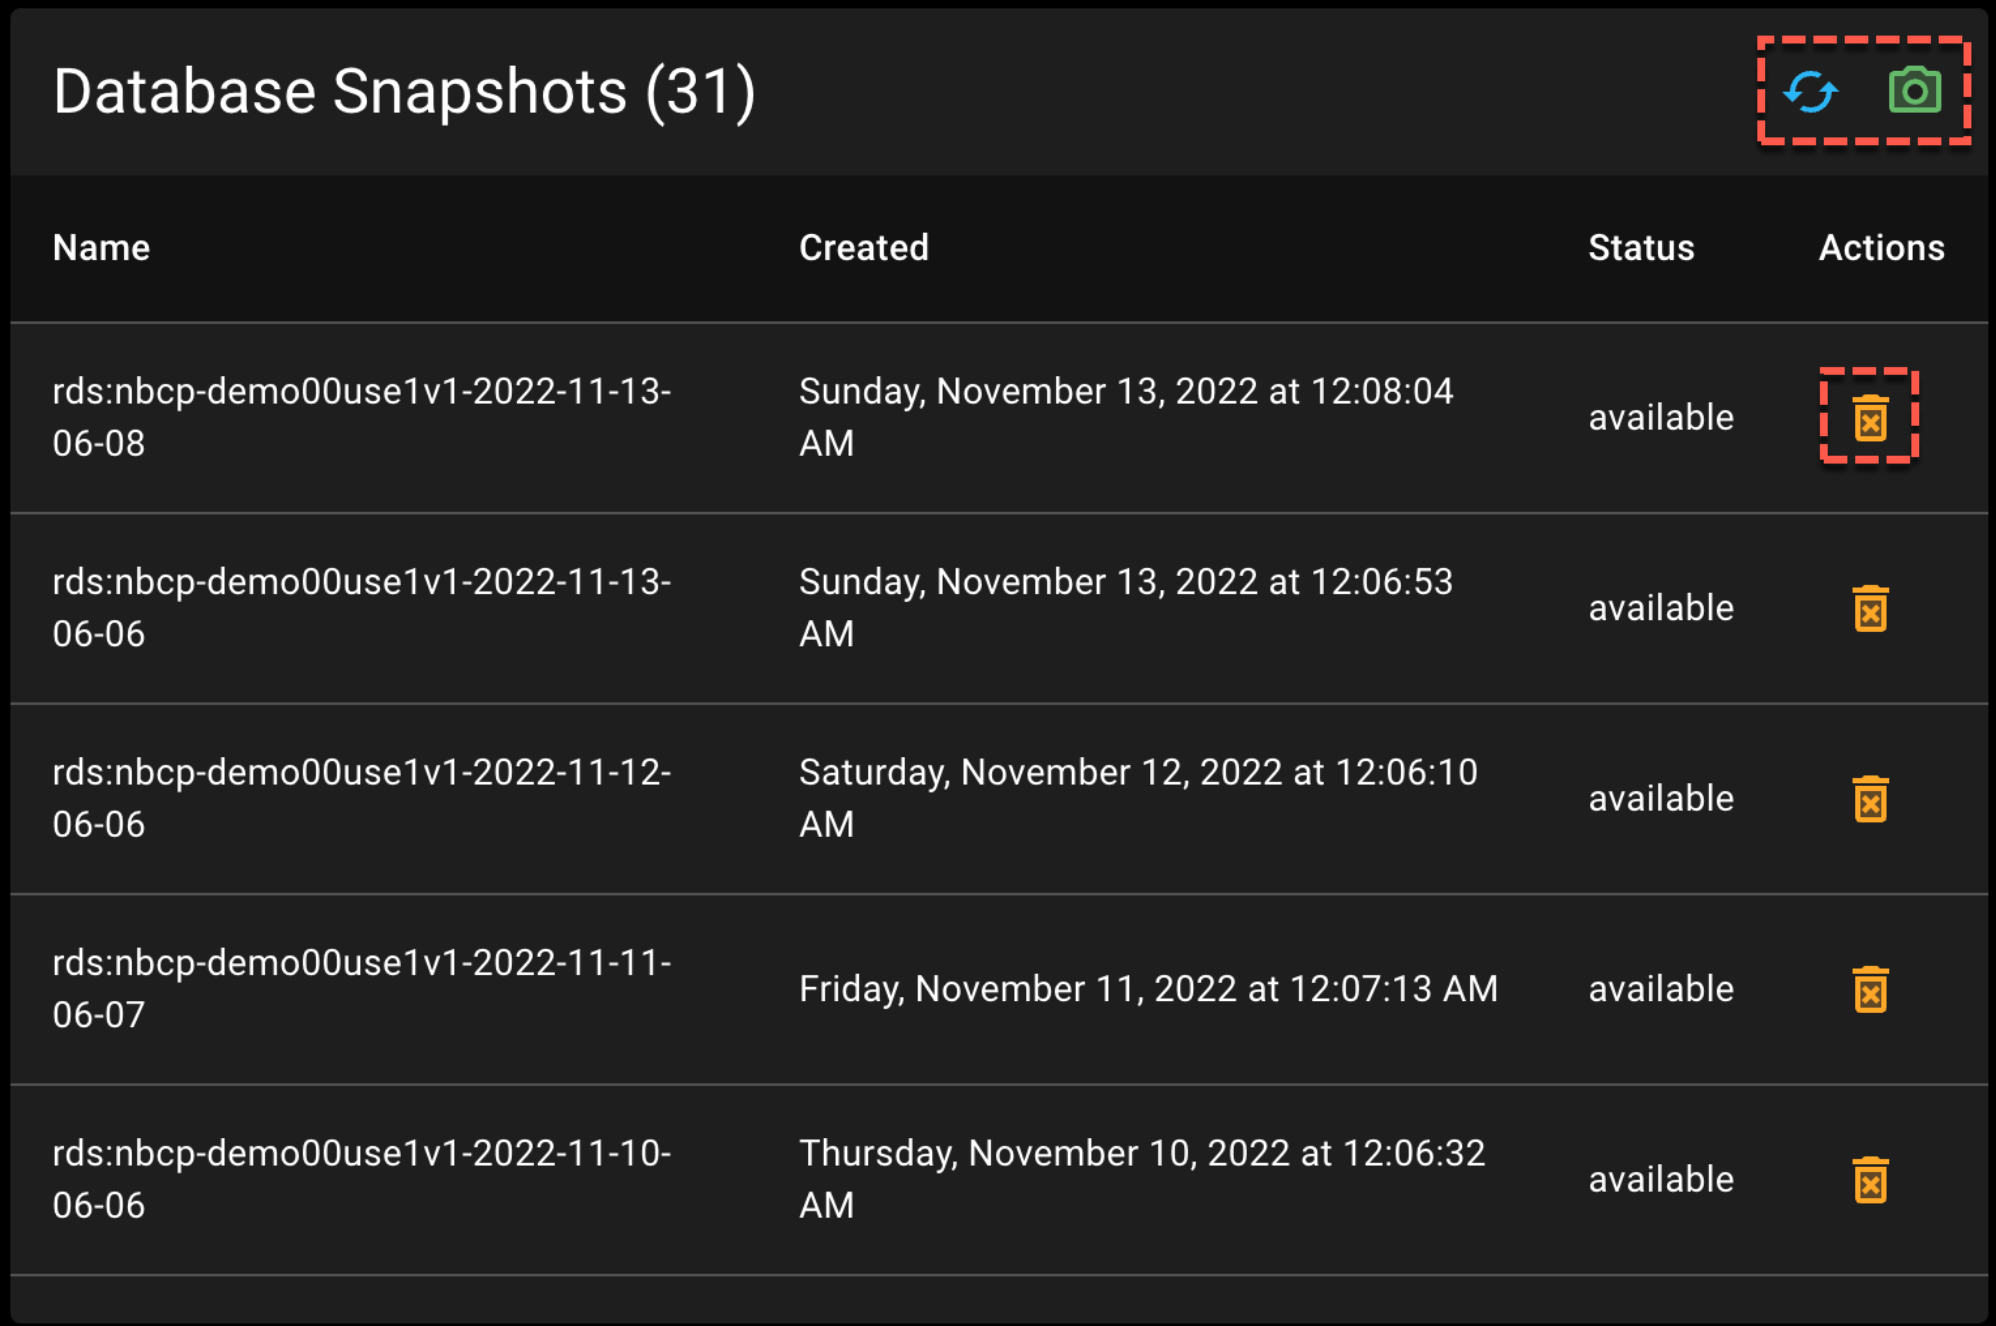 Database Snapshots (31)
Name Created Status Actions
rds:nbcp-demo00use1v1-2022-11-13-
06-08
Sunday, November 13, 2022 at 12:08:04
AM
available
rds:nbcp-demo00use1v1-2022-11-13-
06-06
Sunday, November 13, 2022 at 12:06:53
AM
available
rds:nbcp-demo00use1v1-2022-11-12-
06-06
Saturday, November 12, 2022 at 12:06:10
AM
available
rds:nbcp-demo00use1v1-2022-11-11-
06-07
Friday, November 11, 2022 at 12:07:13 AM
available
rds:nbcp-demo00use1v1-2022-11-10-
06-06
Thursday, November 10, 2022 at 12:06:32
AM
available